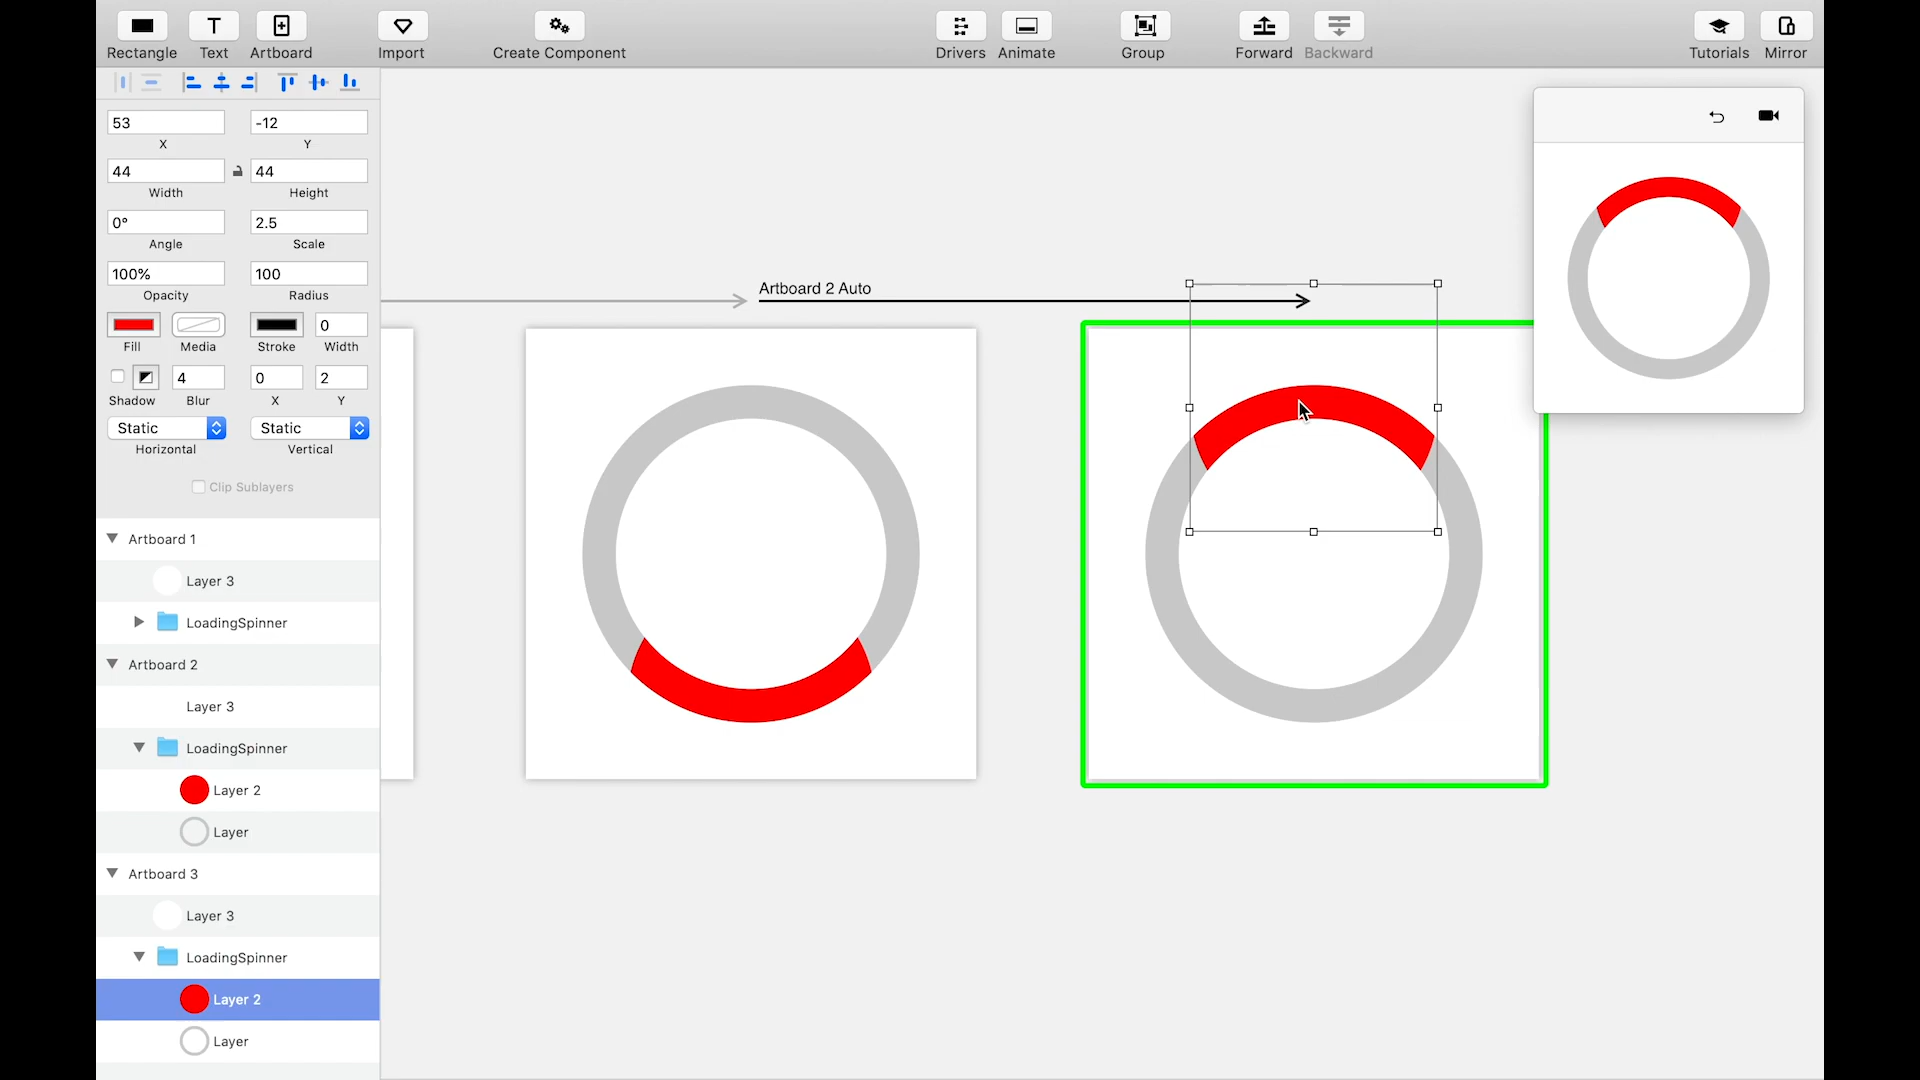 Rectangle Text Artboard Import Create Component Drivers Animate Group Forward Backward Tutorials Mirror
53 -12
X Y
44 44
Width Height
0° 2.5
Angle Scale
100% 100
Opacity Radius
0
Fill Media Stroke Width
4 0 2
Shadow Blur X Y
Static Static
Horizontal Vertical
Clip Sublayers
Artboard 1
Layer 3
LoadingSpinner
Artboard 2
Layer 3
LoadingSpinner
Layer 2
Layer
Artboard 3
Layer 3
LoadingSpinner
Layer 2
Layer
Artboard 2 Auto